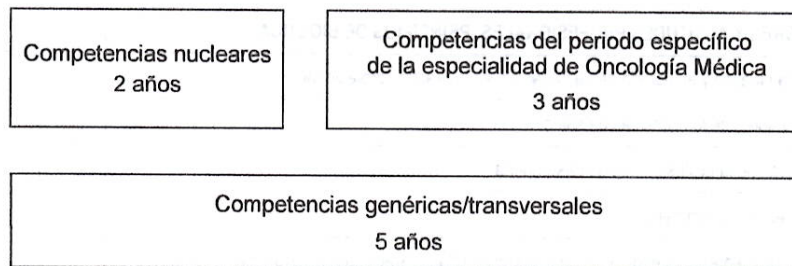 Competencias nucleares
2 años
Competencias del periodo específico
de la especialidad de Oncología Médica
3 años
Competencias genéricas/transversales
5 años